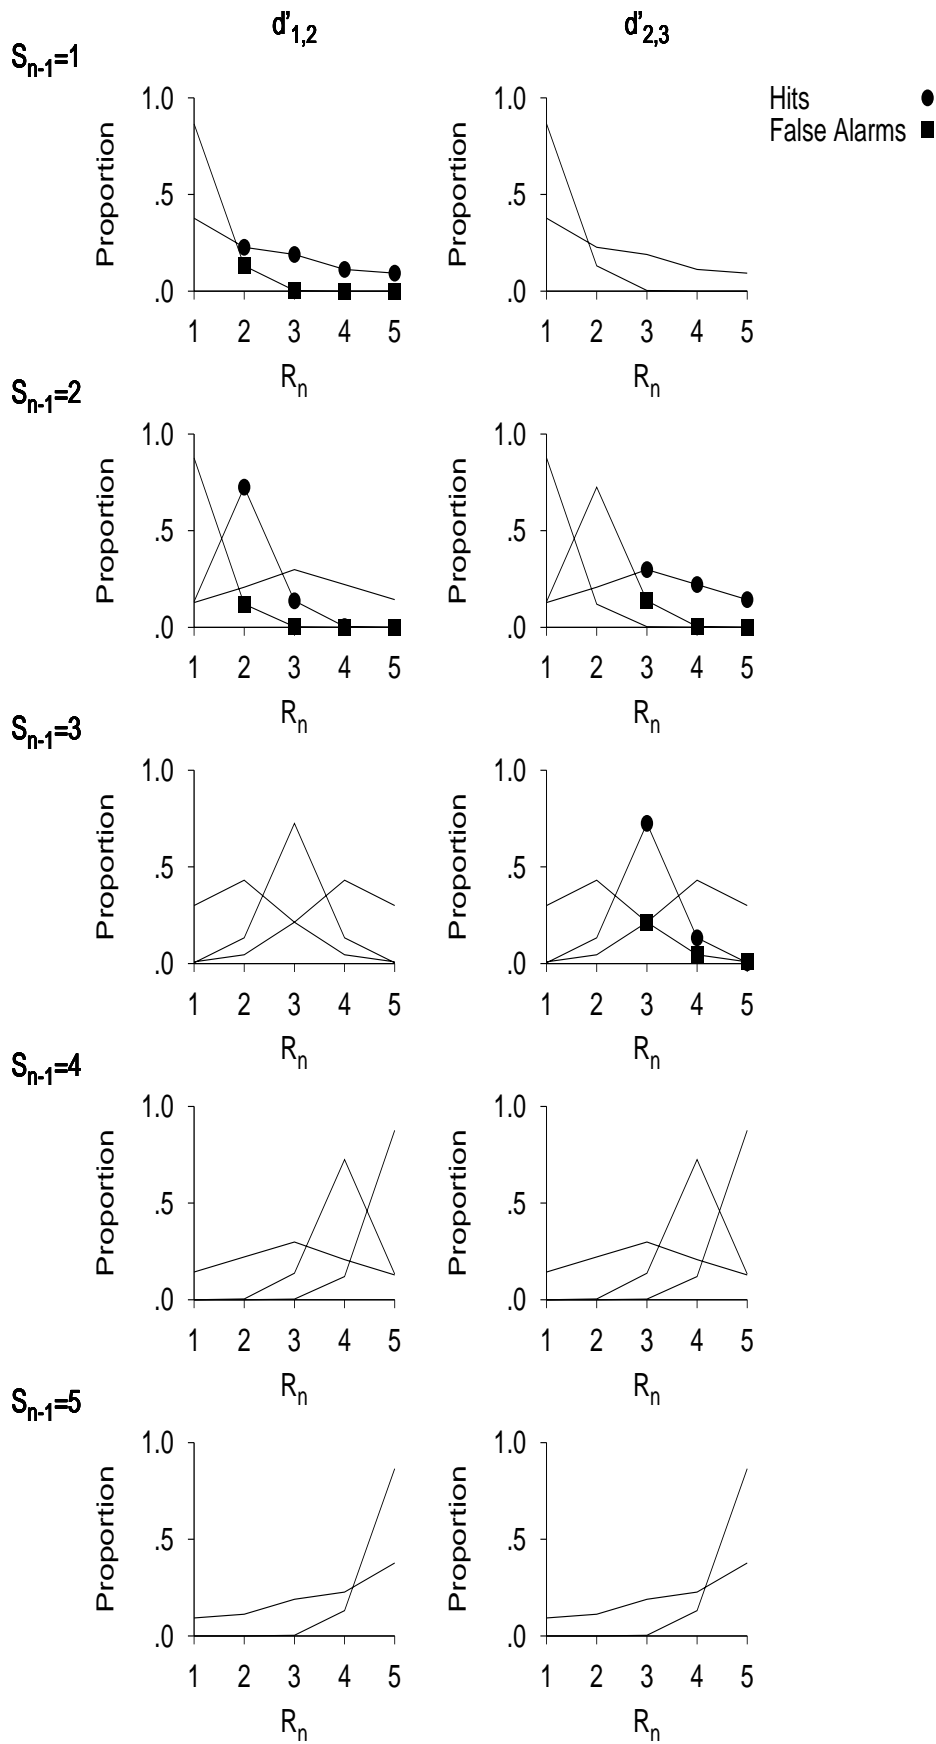 d'1,2 d'2,3
Sn-1=1
Hits
False Alarms
1.0 .5 .0 Proportion 1 2 3 4 5 Rn
1.0 .5 .0 Proportion 1 2 3 4 5 Rn
Sn-1=2
1.0 .5 .0 Proportion 1 2 3 4 5 Rn
1.0 .5 .0 Proportion 1 2 3 4 5 Rn
Sn-1=3
1.0 .5 .0 Proportion 1 2 3 4 5 Rn
1.0 .5 .0 Proportion 1 2 3 4 5 Rn
Sn-1=4
1.0 .5 .0 Proportion 1 2 3 4 5 Rn
1.0 .5 .0 Proportion 1 2 3 4 5 Rn
Sn-1=5
1.0 .5 .0 Proportion 1 2 3 4 5 Rn
1.0 .5 .0 Proportion 1 2 3 4 5 Rn